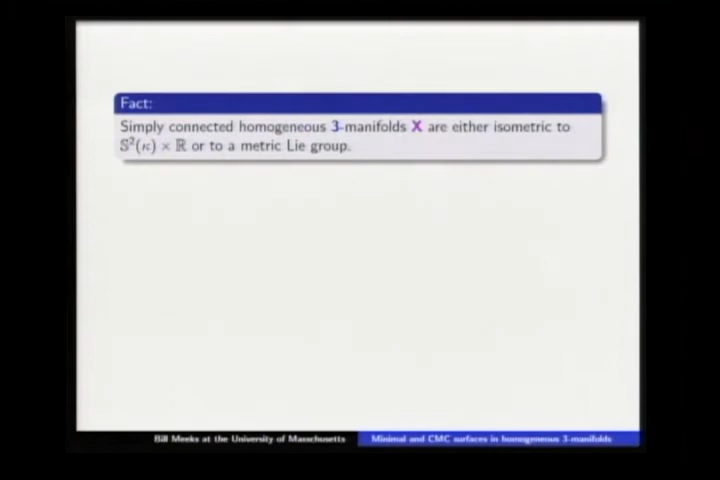 Fact:
Simply connected homogeneous 3-manifolds X are either isometric to
𝕊²(κ) × ℝ or to a metric Lie group.
Bill Meeks at the University of Massachusetts
Minimal and CMC surfaces in homogeneous 3-manifolds